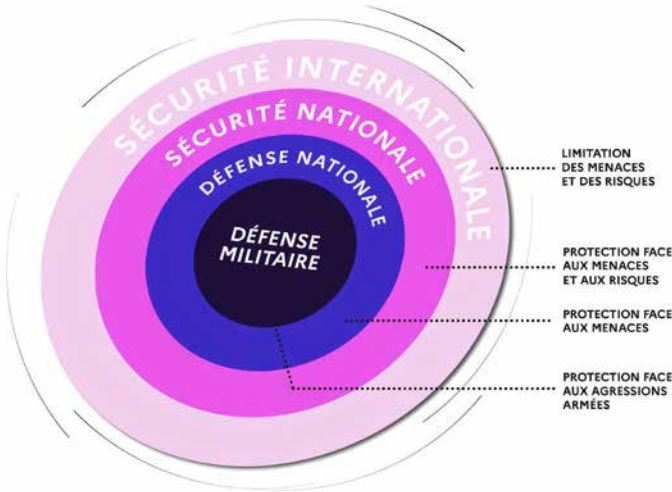 SÉCURITÉ INTERNATIONALE
SÉCURITÉ NATIONALE
DÉFENSE NATIONALE
DÉFENSE
MILITAIRE
LIMITATION
DES MENACES
ET DES RISQUES
PROTECTION FACE
AUX MENACES
ET AUX RISQUES
PROTECTION FACE
AUX MENACES
PROTECTION FACE
AUX AGRESSIONS
ARMÉES